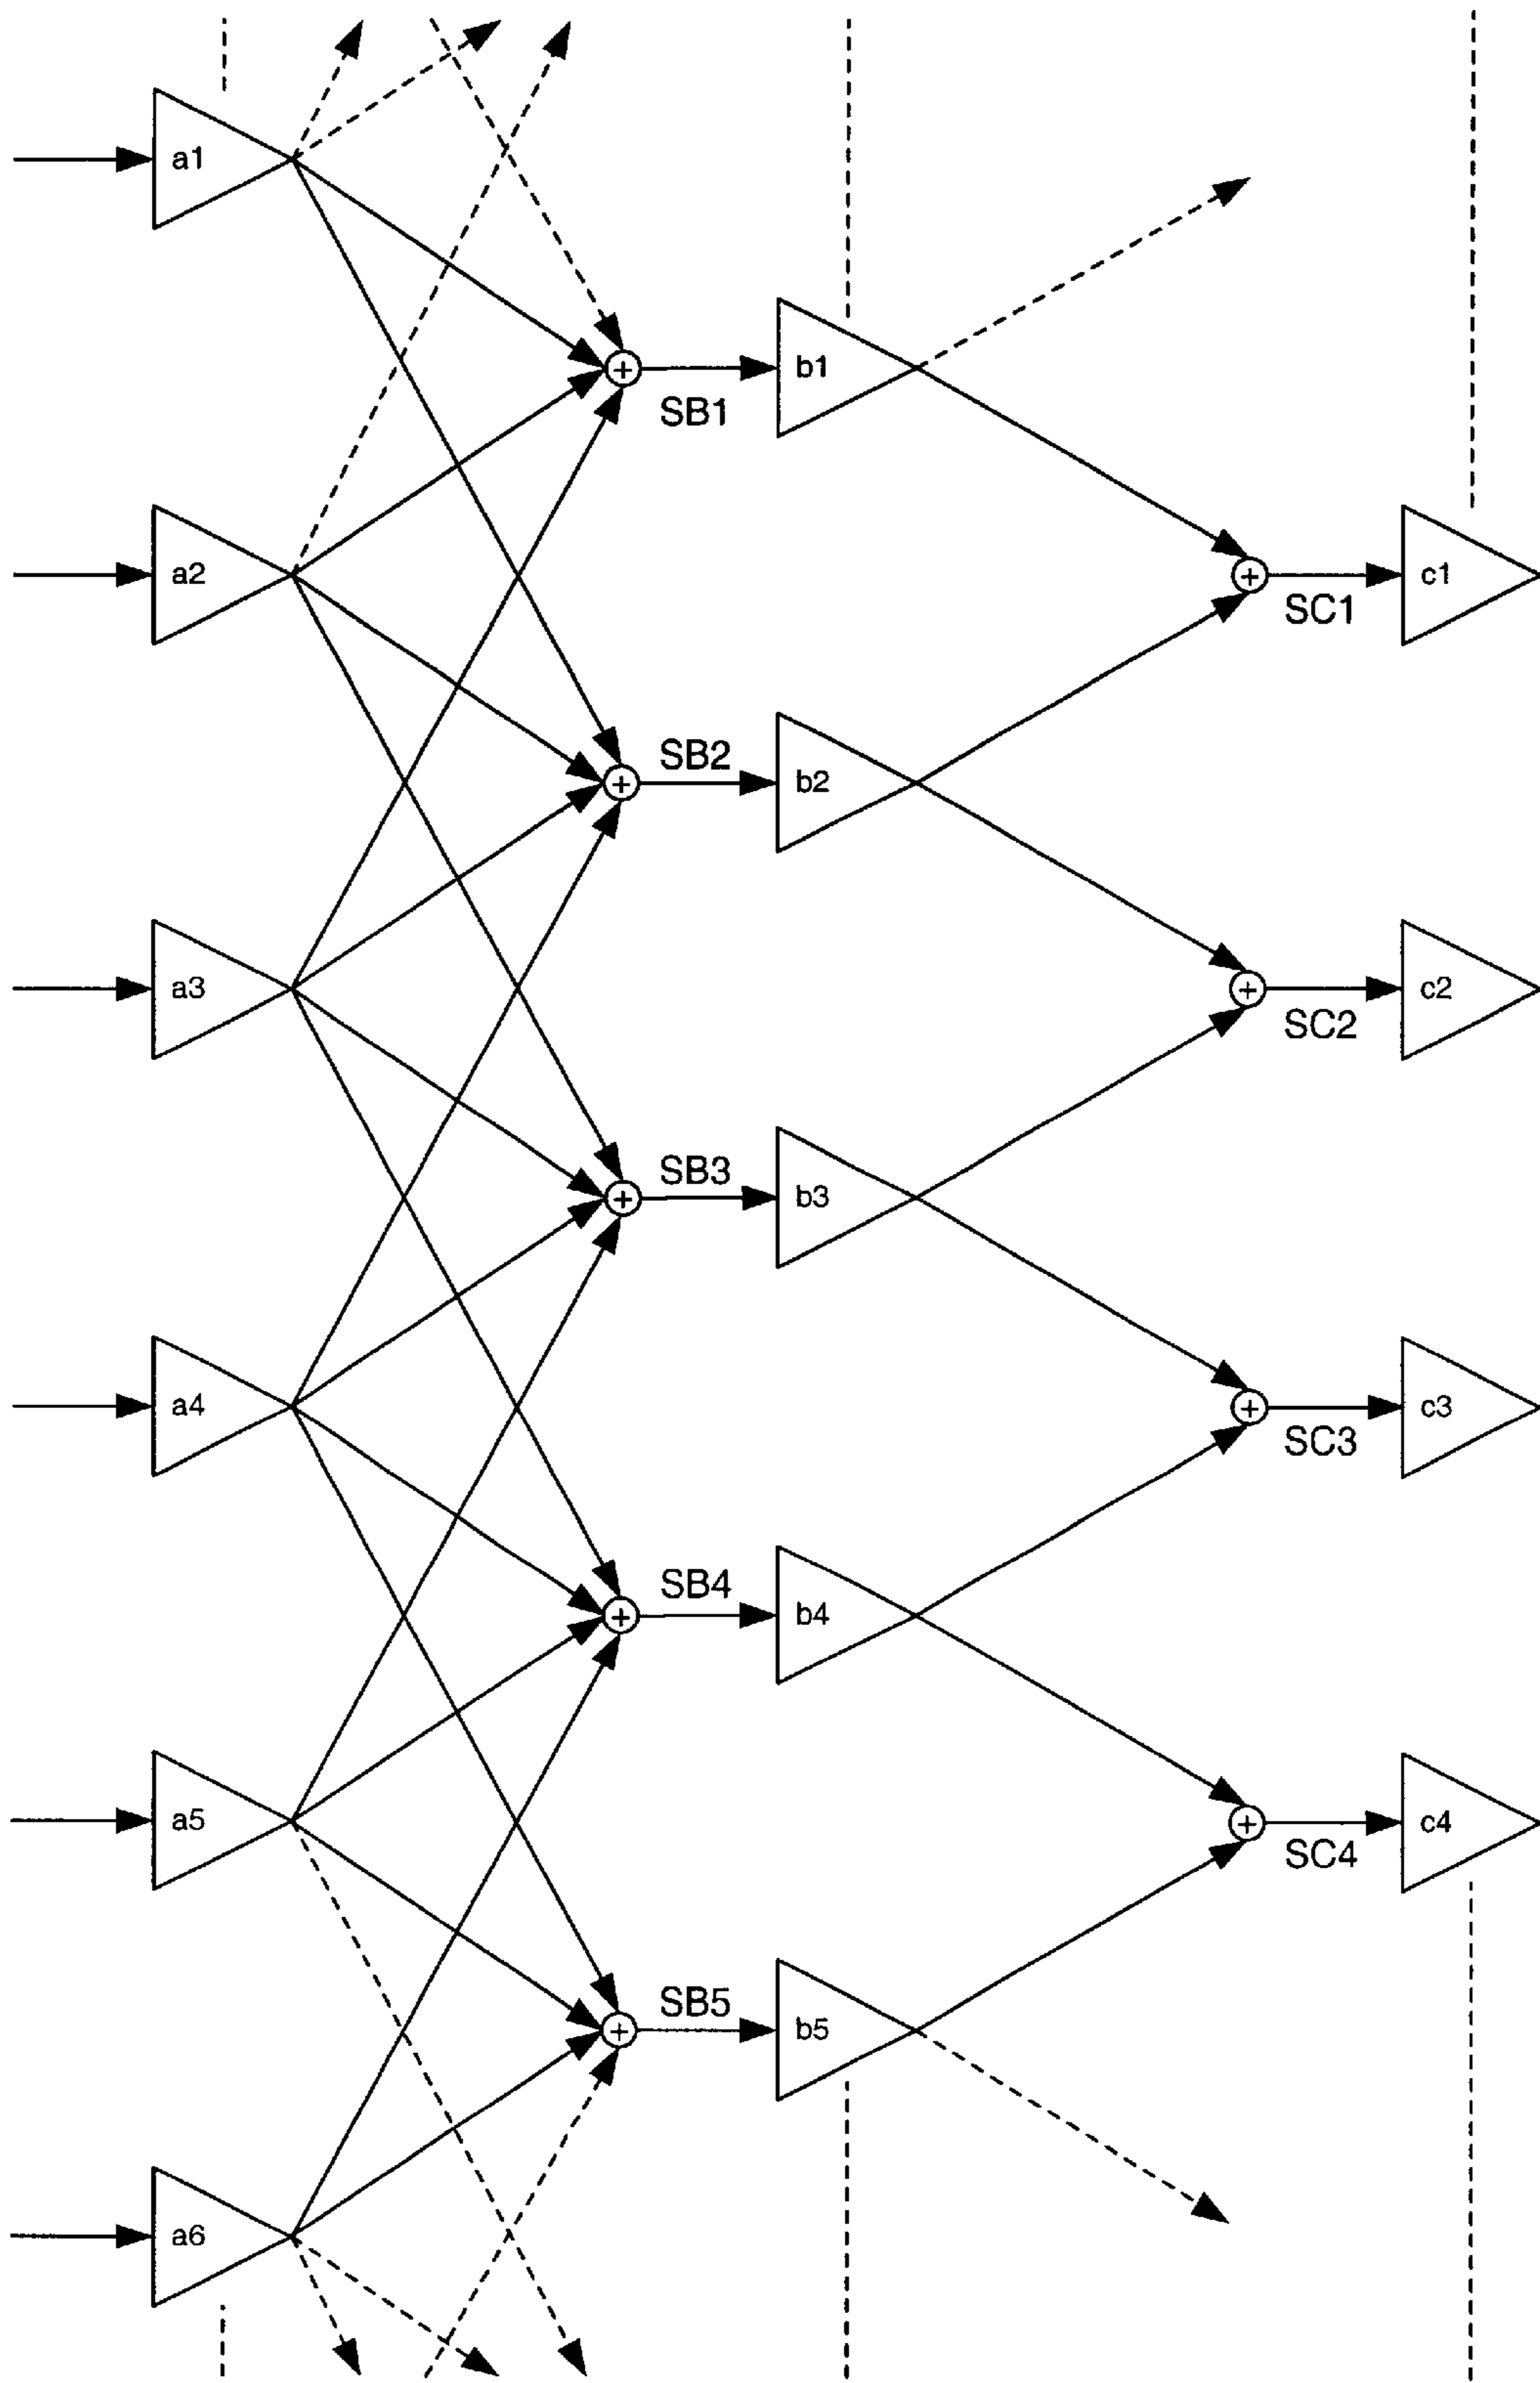 a1
+
b1
SB1
a2
+
c1
SC1
SB2
+
b2
a3
+
c2
SC2
SB3
+
b3
a4
+
c3
SC3
SB4
+
b4
a5
+
c4
SC4
SB5
+
b5
a6